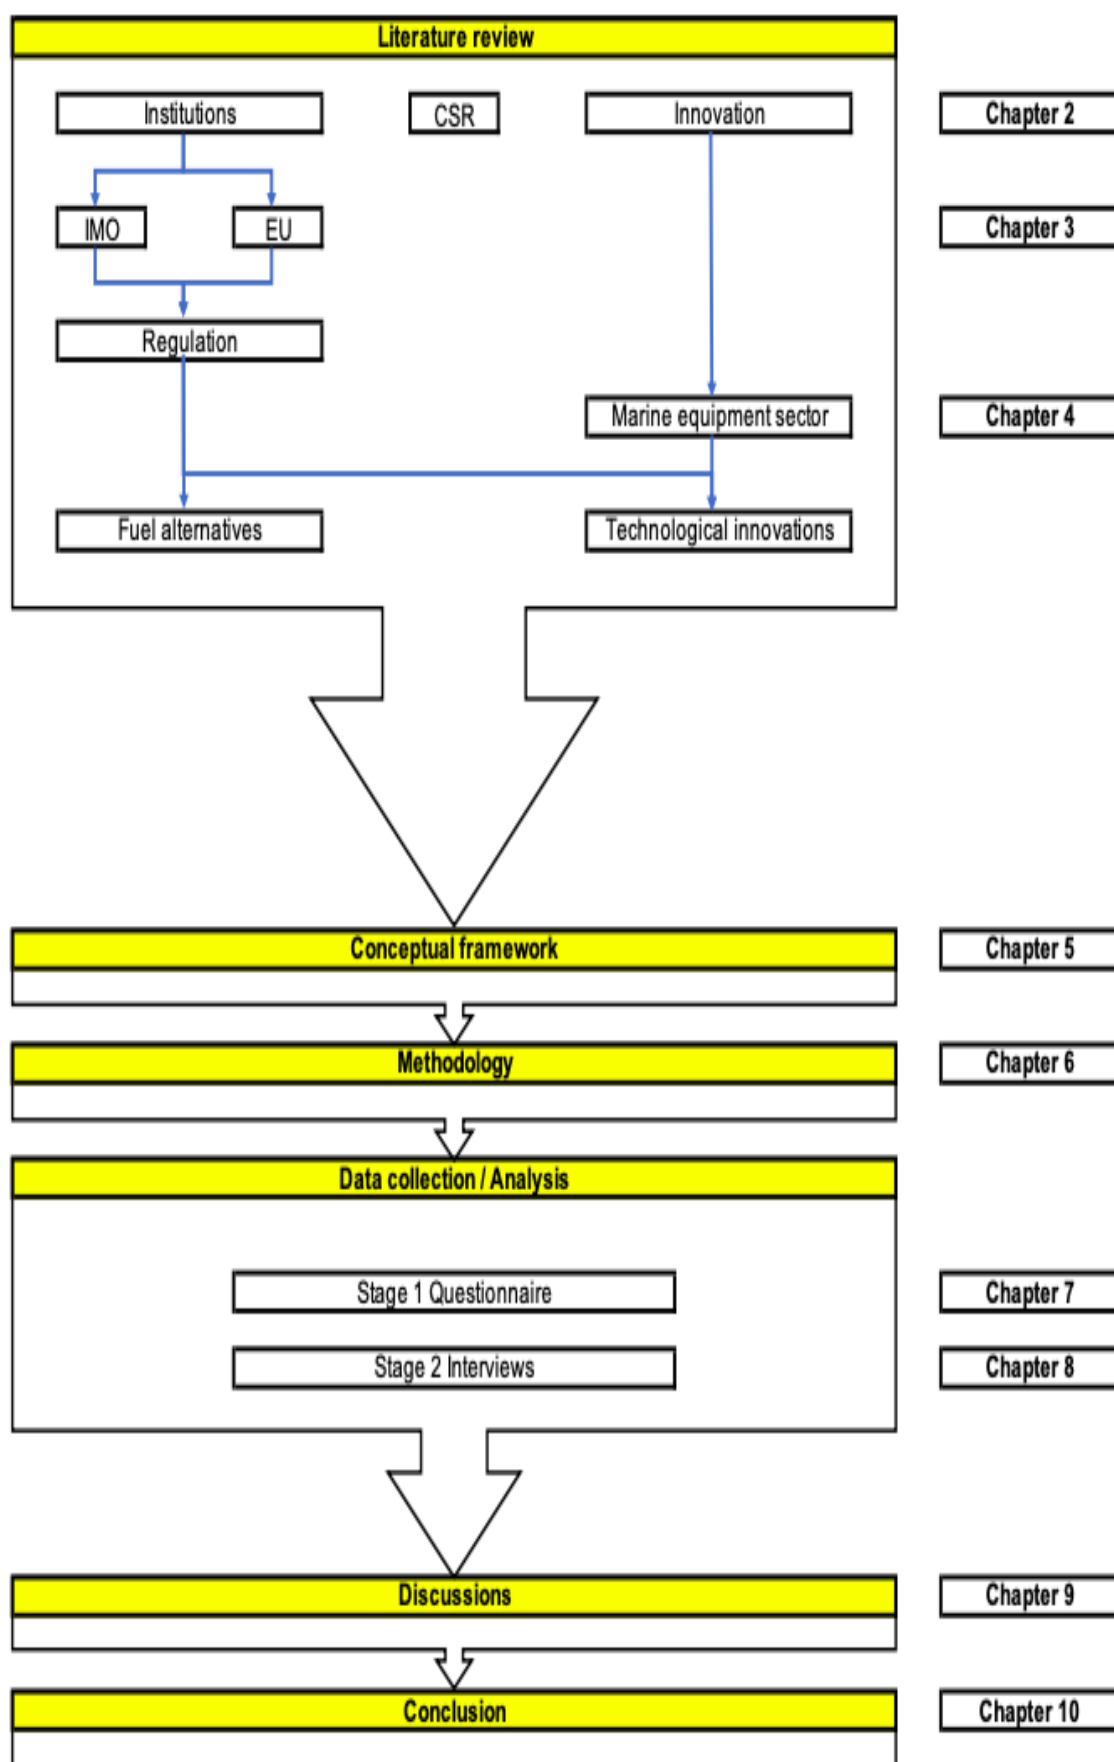 Literature review
Institutions
CSR
Innovation
Chapter 2
IMO
EU
Chapter 3
Regulation
Marine equipment sector
Chapter 4
Fuel alternatives
Technological innovations
Conceptual framework
Chapter 5
Methodology
Chapter 6
Data collection / Analysis
Stage 1 Questionnaire
Chapter 7
Stage 2 Interviews
Chapter 8
Discussions
Chapter 9
Conclusion
Chapter 10